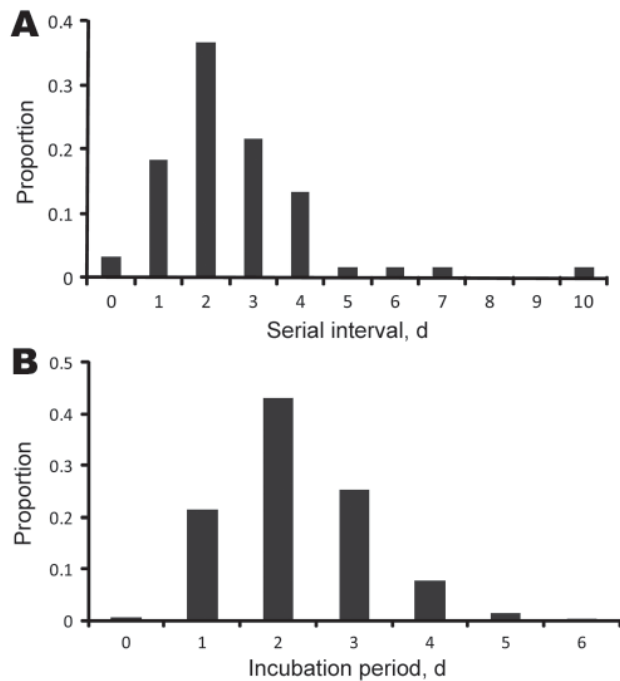 A
Proportion
0.4
0.3
0.2
0.1
0
0 1 2 3 4 5 6 7 8 9 10
Serial interval, d
B
Proportion
0.5
0.4
0.3
0.2
0.1
0
0 1 2 3 4 5 6
Incubation period, d